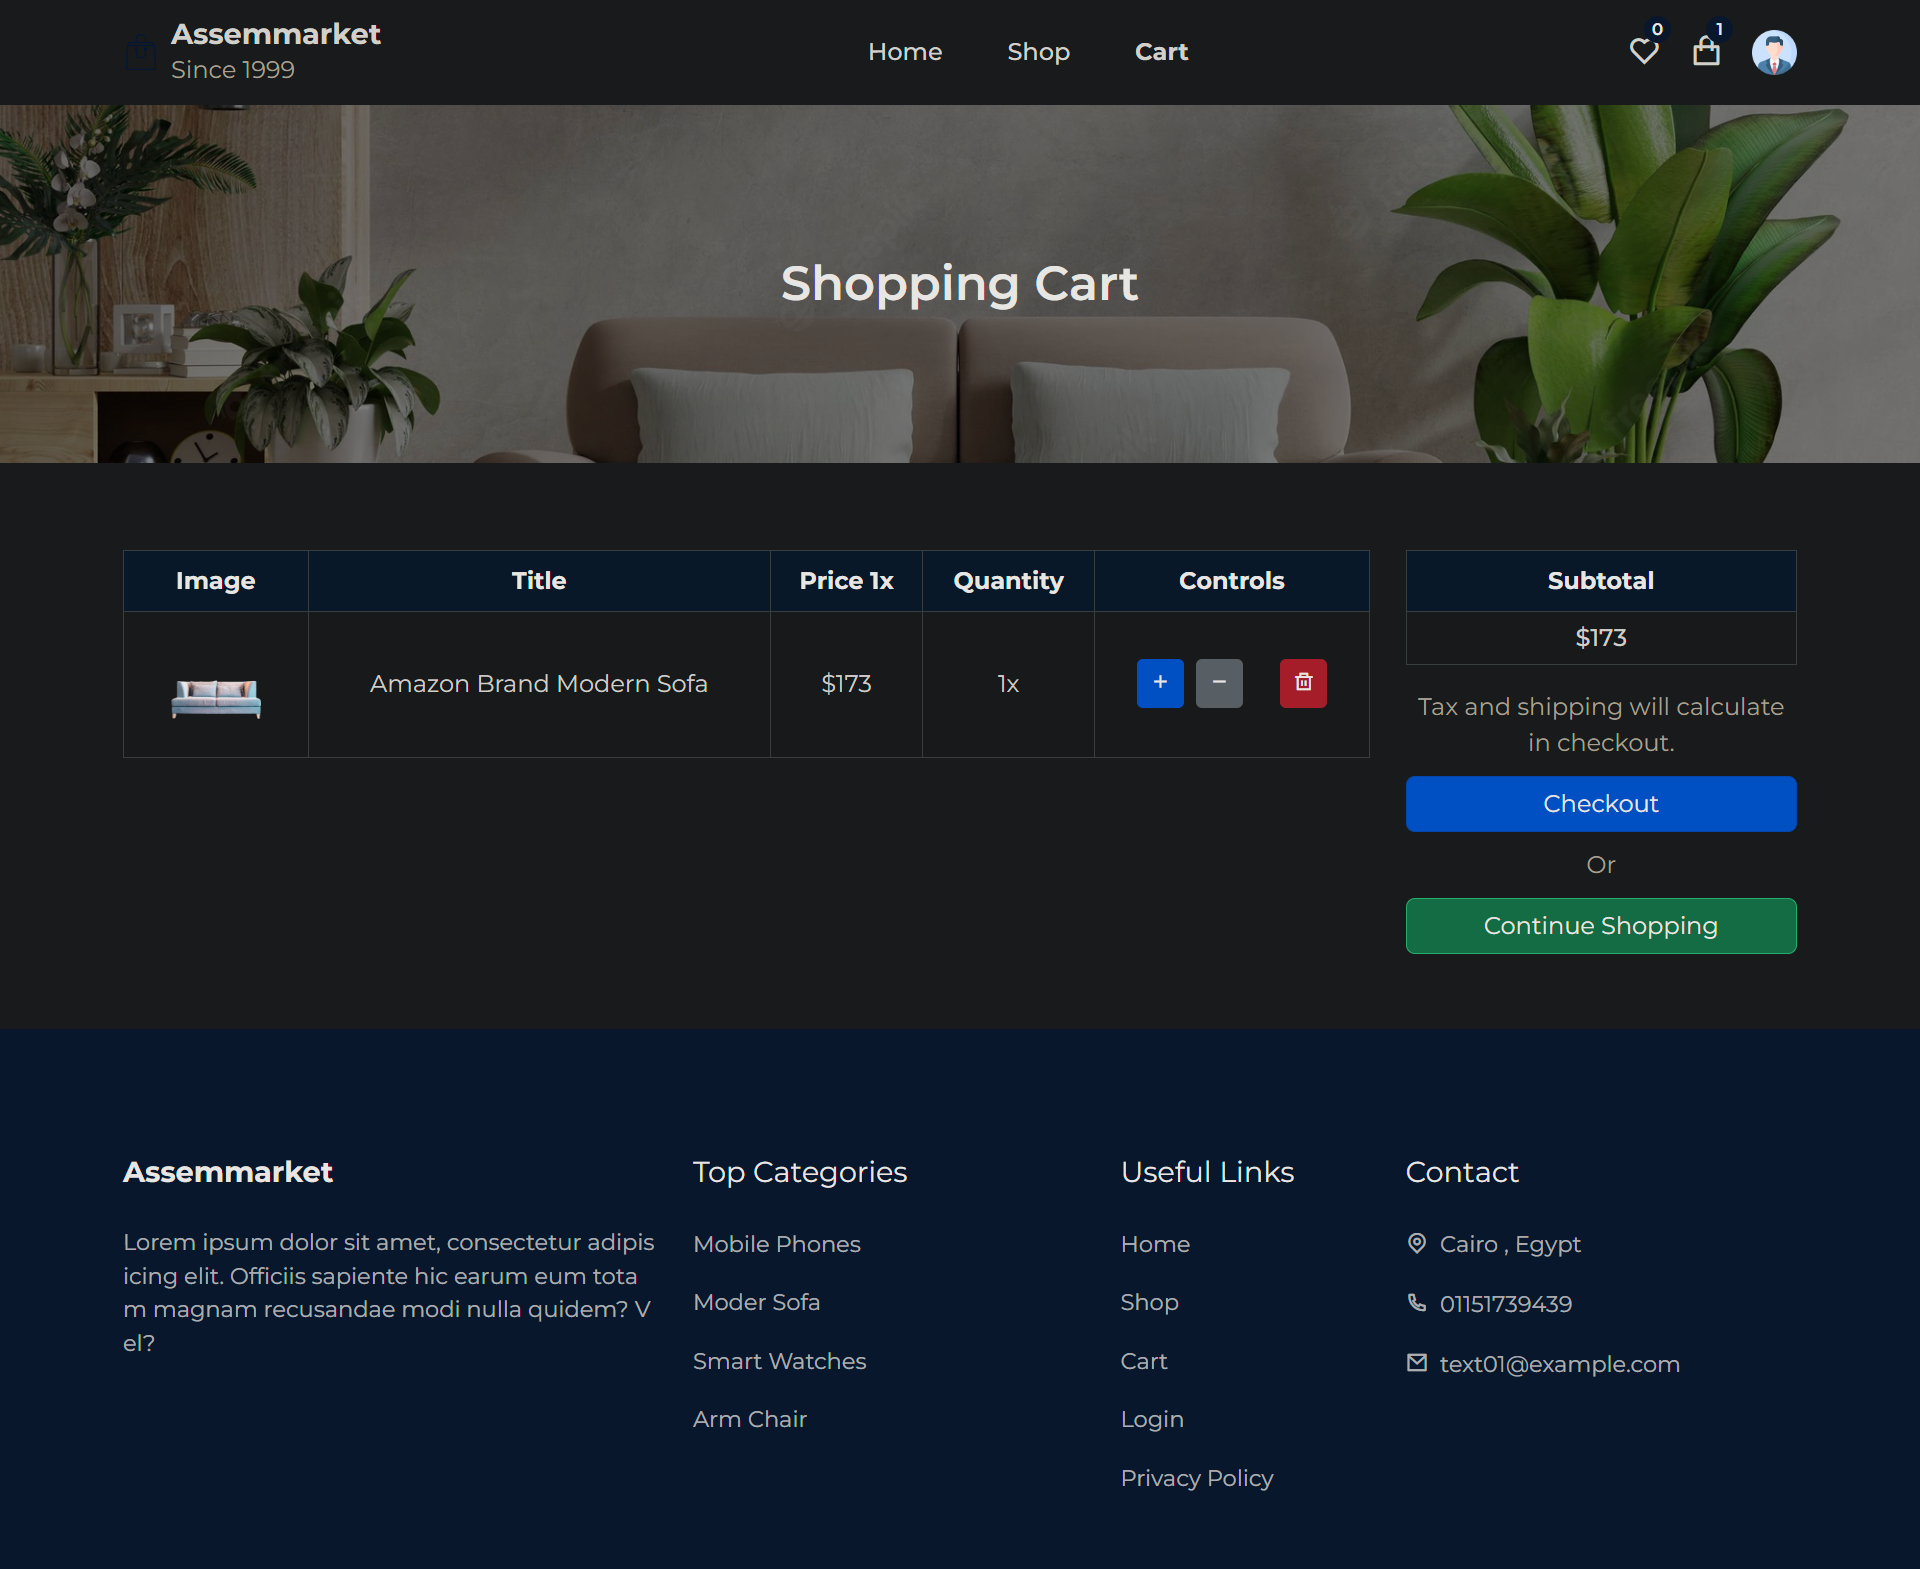 Assemmarket
Since 1999
Home
Shop
Cart
0
1
Shopping Cart
Image
Title
Price 1x
Quantity
Controls
Amazon Brand Modern Sofa
$173
1x
+
−
Subtotal
$173
Tax and shipping will calculate
in checkout.
Checkout
Or
Continue Shopping
Assemmarket
Lorem ipsum dolor sit amet, consectetur adipis
icing elit. Officiis sapiente hic earum eum tota
m magnam recusandae modi nulla quidem? V
el?
Top Categories
Mobile Phones
Moder Sofa
Smart Watches
Arm Chair
Useful Links
Home
Shop
Cart
Login
Privacy Policy
Contact
Cairo , Egypt
01151739439
text01@example.com